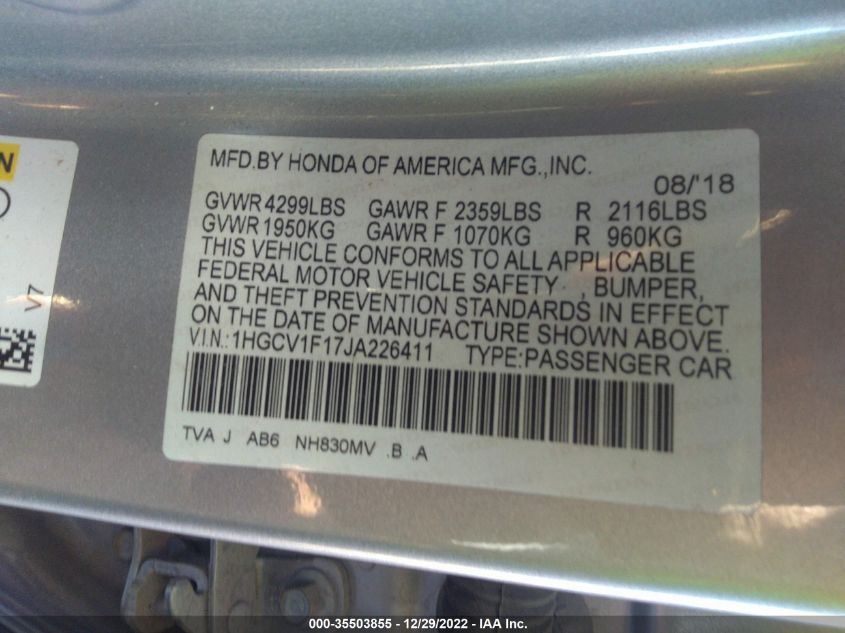 N
V7
MFD.BY HONDA OF AMERICA MFG.,INC.
08/'18
GVWR 4299LBS GAWR F 2359LBS R 2116LBS
GVWR 1950KG GAWR F 1070KG R 960KG
THIS VEHICLE CONFORMS TO ALL APPLICABLE
FEDERAL MOTOR VEHICLE SAFETY , BUMPER,
AND THEFT PREVENTION STANDARDS IN EFFECT
ON THE DATE OF MANUFACTURE SHOWN ABOVE.
V.I.N.:1HGCV1F17JA226411 TYPE:PASSENGER CAR
TVA J AB6 NH830MV .B .A
000-35503855 - 12/29/2022 - IAA Inc.